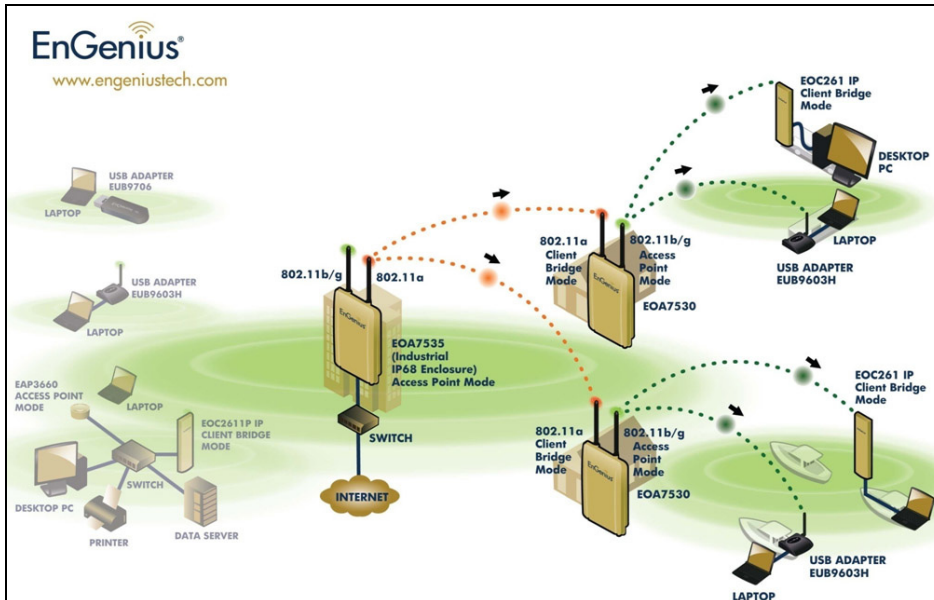 EnGenius®
www.engeniustech.com
USB ADAPTER
EUB9706
LAPTOP
USB ADAPTER
EUB9603H
LAPTOP
EAP3660
ACCESS POINT
MODE
LAPTOP
EOC2611P IP
CLIENT BRIDGE
MODE
SWITCH
DESKTOP PC
PRINTER
DATA SERVER
802.11b/g
802.11a
EnGenius
EOA7535
(Industrial
IP68 Enclosure)
Access Point Mode
SWITCH
INTERNET
802.11a
Client
Bridge
Mode
802.11b/g
Access
Point
Mode
EnGenius
EOA7530
EOC261 IP
Client Bridge
Mode
DESKTOP
PC
LAPTOP
USB ADAPTER
EUB9603H
802.11a
Client
Bridge
Mode
802.11b/g
Access
Point
Mode
EnGenius
EOA7530
EOC261 IP
Client Bridge
Mode
USB ADAPTER
EUB9603H
LAPTOP